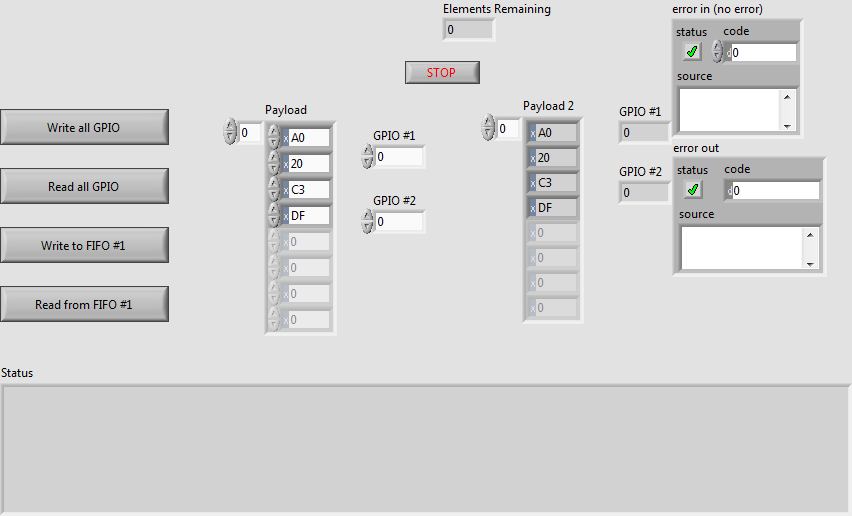 Elements Remaining
0
error in (no error)
status
code
d 0
source
STOP
Write all GPIO
Read all GPIO
Write to FIFO #1
Read from FIFO #1
Payload
0
x A0
x 20
x C3
x DF
x 0
x 0
x 0
x 0
GPIO #1
0
GPIO #2
0
Payload 2
0
x A0
x 20
x C3
x DF
x 0
x 0
x 0
x 0
GPIO #1
0
GPIO #2
0
error out
status
code
d 0
source
Status